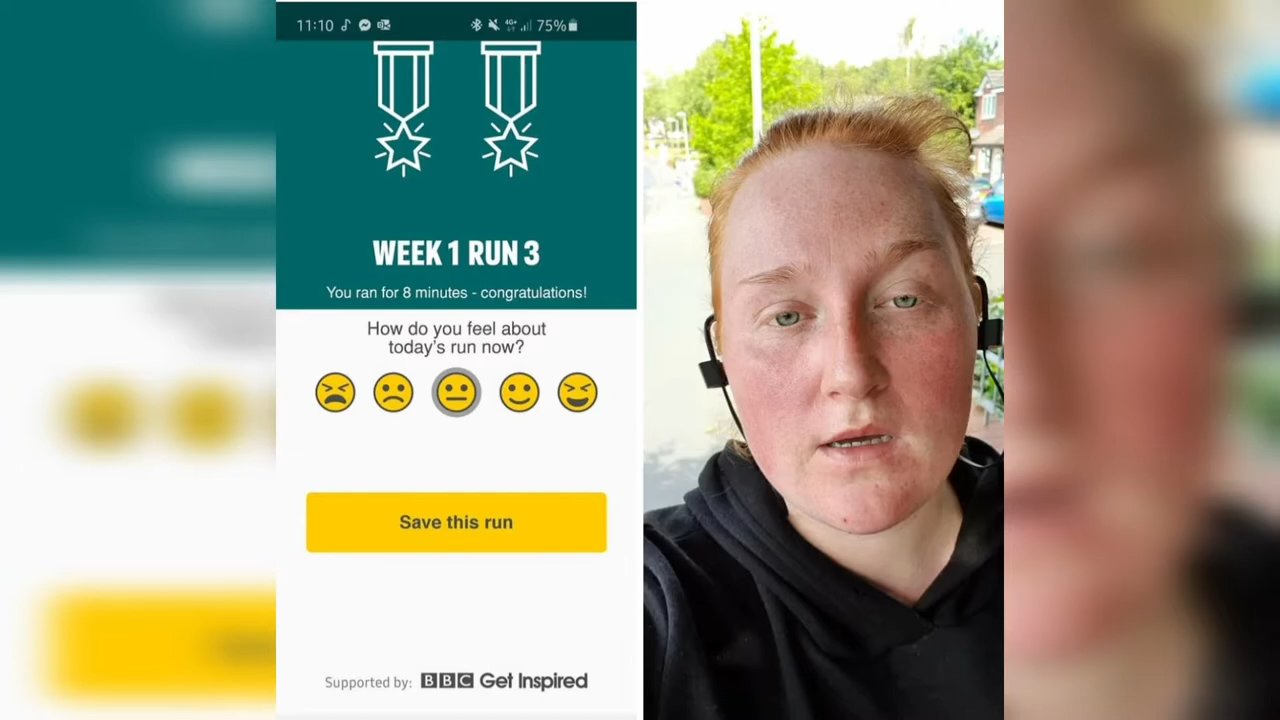 11:10 4G+ 75%
WEEK 1 RUN 3
You ran for 8 minutes - congratulations!
How do you feel about
today's run now?
Save this run
Supported by: BBC Get Inspired